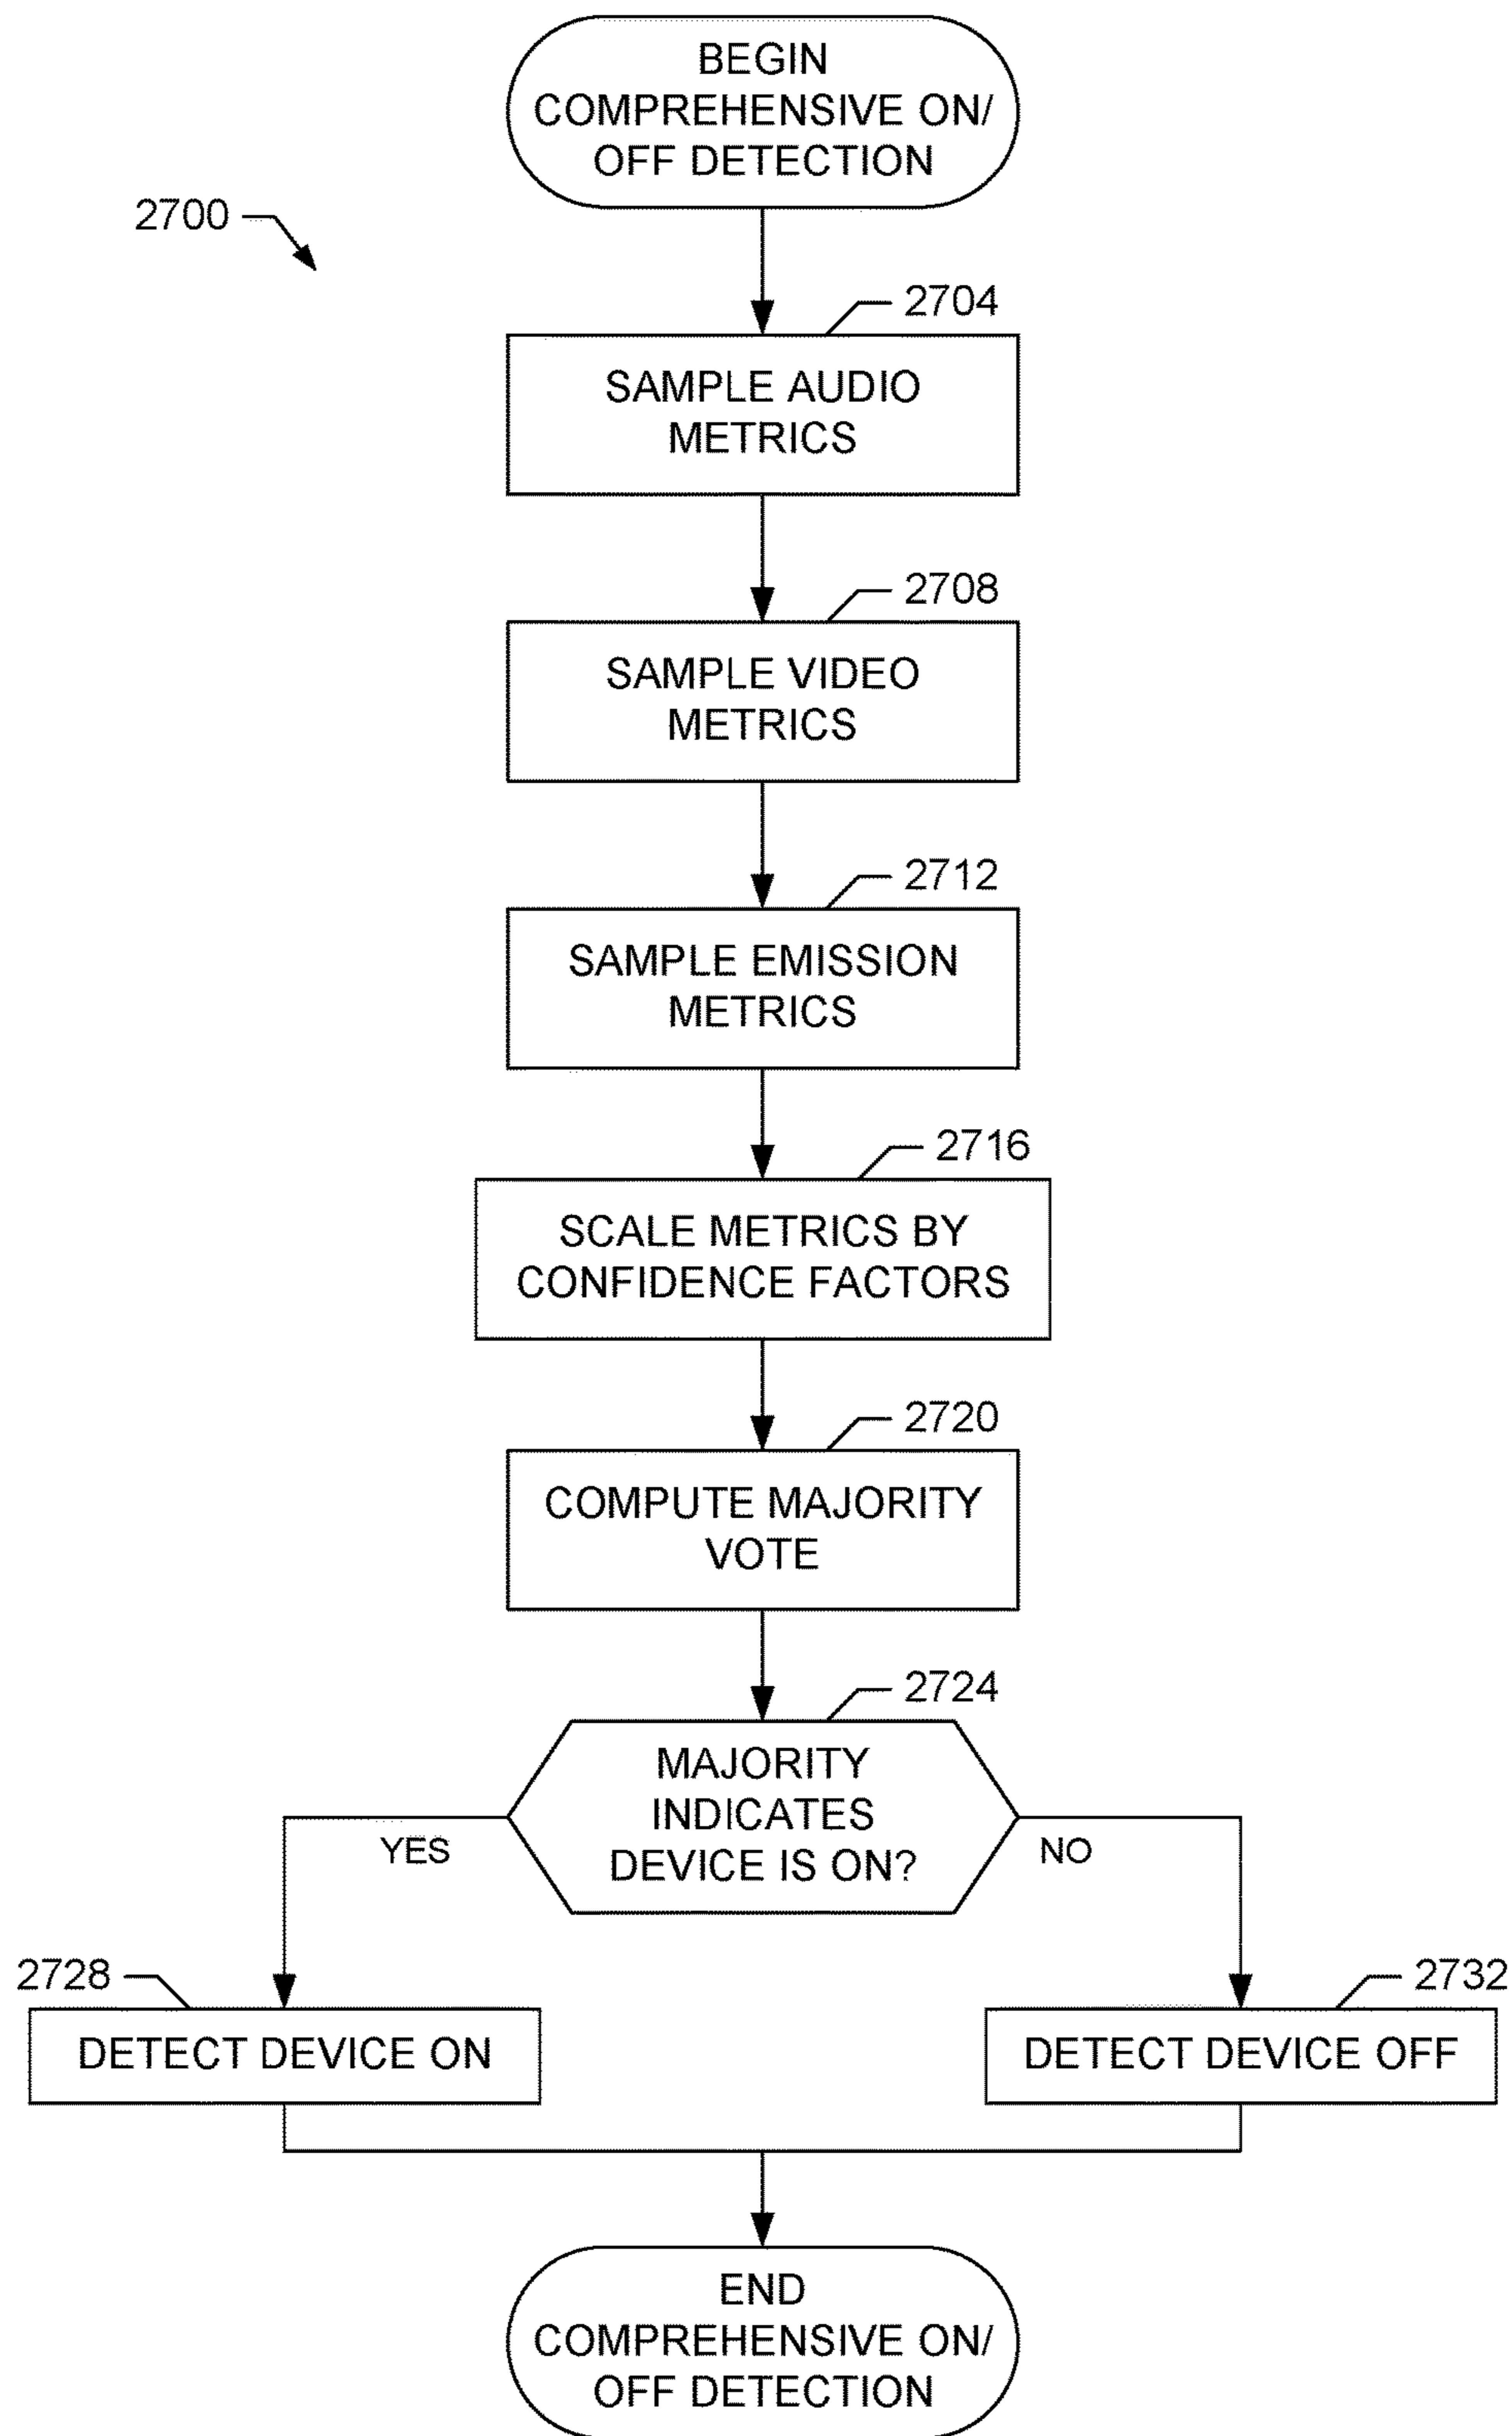 BEGIN
COMPREHENSIVE ON/
OFF DETECTION
2700
2704
SAMPLE AUDIO
METRICS
2708
SAMPLE VIDEO
METRICS
2712
SAMPLE EMISSION
METRICS
2716
SCALE METRICS BY
CONFIDENCE FACTORS
2720
COMPUTE MAJORITY
VOTE
2724
MAJORITY
INDICATES
DEVICE IS ON?
YES
NO
2728
2732
DETECT DEVICE ON
DETECT DEVICE OFF
END
COMPREHENSIVE ON/
OFF DETECTION